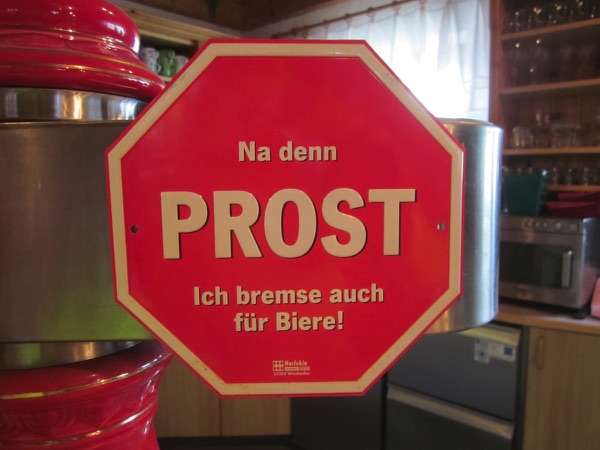 Na denn
PROST
Ich bremse auch
für Biere!